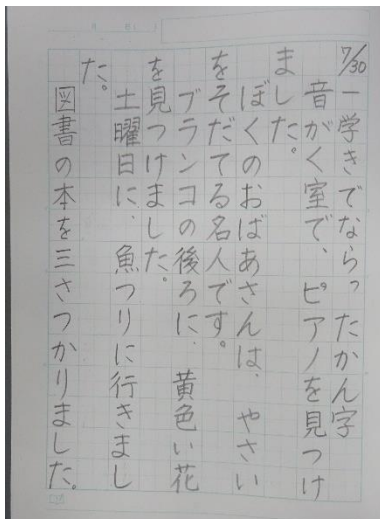 7/30 一学きでならったかん字
音がく室で、ピアノを見つけ
ました。
ぼくのおばあさんは、やさい
をそだてる名人です。
ブランコの後ろに、黄色い花
を見つけました。
土曜日に、魚つりに行きまし
た。
図書の本を三さつかりました。